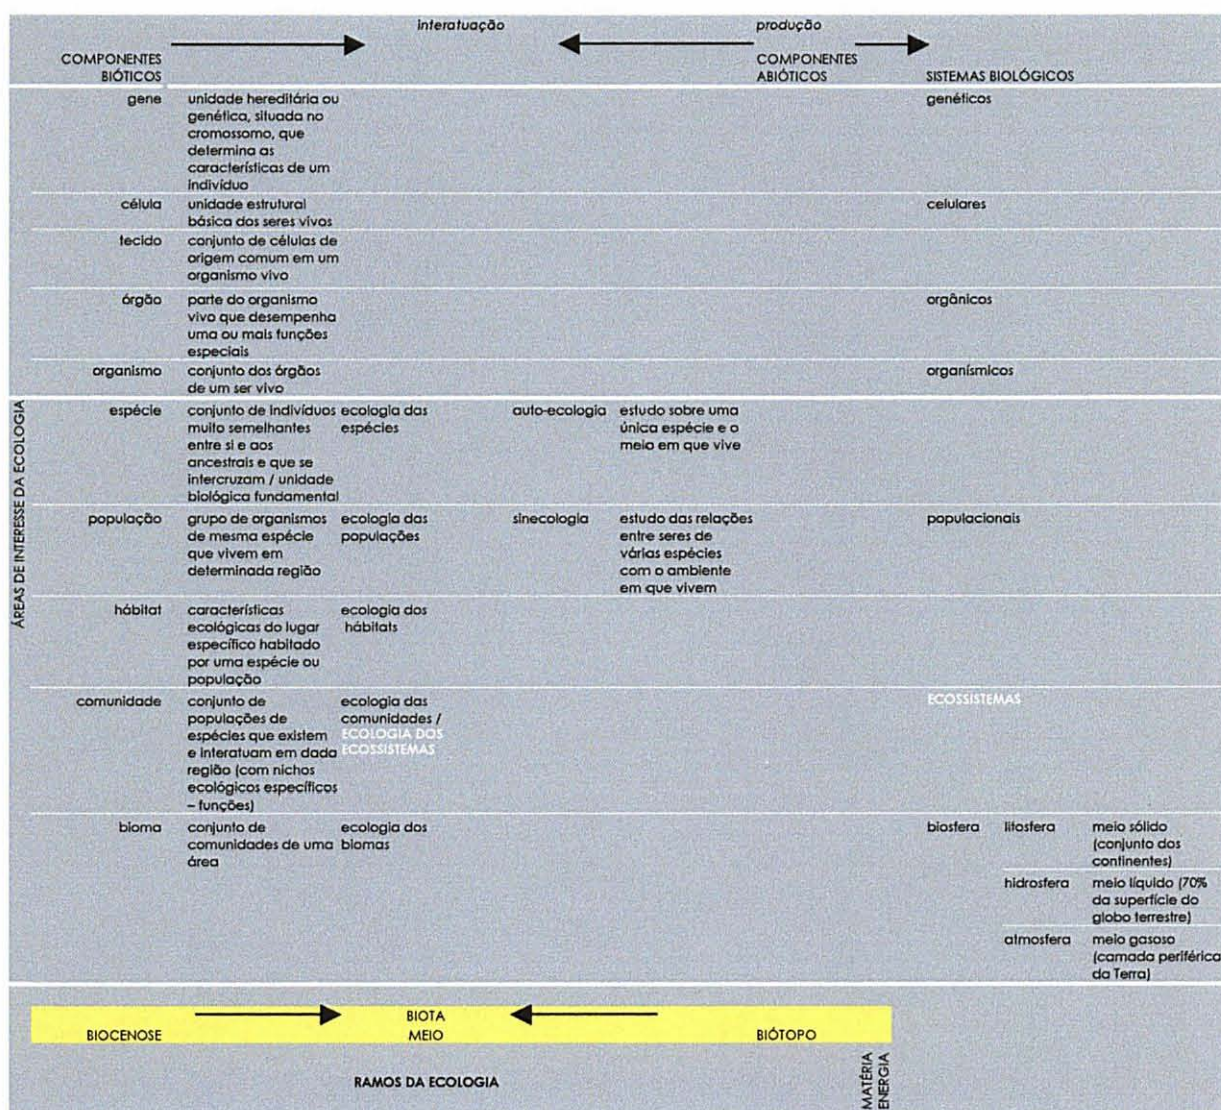 interatuação
produção
COMPONENTES
BIÓTICOS
COMPONENTES
ABIÓTICOS
SISTEMAS BIOLÓGICOS
gene
unidade hereditária ou
genética, situada no
cromossomo, que
determina as
características de um
indivíduo
genéticos
célula
unidade estrutural
básica dos seres vivos
celulares
tecido
conjunto de células de
origem comum em um
organismo vivo
órgão
parte do organismo
vivo que desempenha
uma ou mais funções
especiais
orgânicos
organismo
conjunto dos órgãos
de um ser vivo
organísmicos
ÁREAS DE INTERESSE DA ECOLOGIA
espécie
conjunto de indivíduos
muito semelhantes
entre si e aos
ancestrais e que se
intercruzam / unidade
biológica fundamental
ecologia das
espécies
auto-ecologia
estudo sobre uma
única espécie e o
meio em que vive
população
grupo de organismos
de mesma espécie
que vivem em
determinada região
ecologia das
populações
sinecologia
estudo das relações
entre seres de
várias espécies
com o ambiente
em que vivem
populacionais
hábitat
características
ecológicas do lugar
específico habitado
por uma espécie ou
população
ecologia dos
hábitats
comunidade
conjunto de
populações de
espécies que existem
e interatuam em dada
região (com nichos
ecológicos específicos
– funções)
ecologia das
comunidades /
ECOLOGIA DOS
ECOSSISTEMAS
ECOSSISTEMAS
bioma
conjunto de
comunidades de uma
área
ecologia dos
biomas
biosfera
litosfera
meio sólido
(conjunto dos
continentes)
hidrosfera
meio líquido (70%
da superfície do
globo terrestre)
atmosfera
meio gasoso
(camada periférica
da Terra)
BIOCENOSE
BIOTA
MEIO
BIÓTOPO
MATÉRIA
ENERGIA
RAMOS DA ECOLOGIA